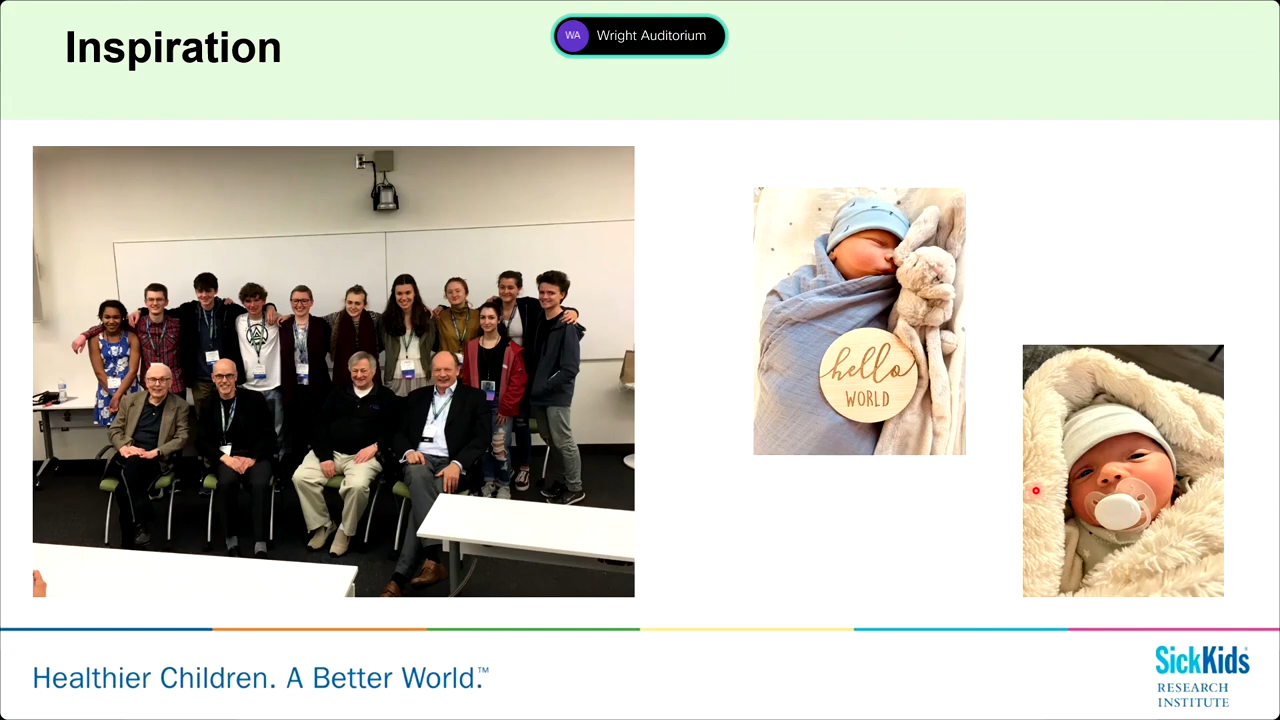 Inspiration
WA
Wright Auditorium
hello
WORLD
Healthier Children. A Better World.™
SickKids®
RESEARCH
INSTITUTE